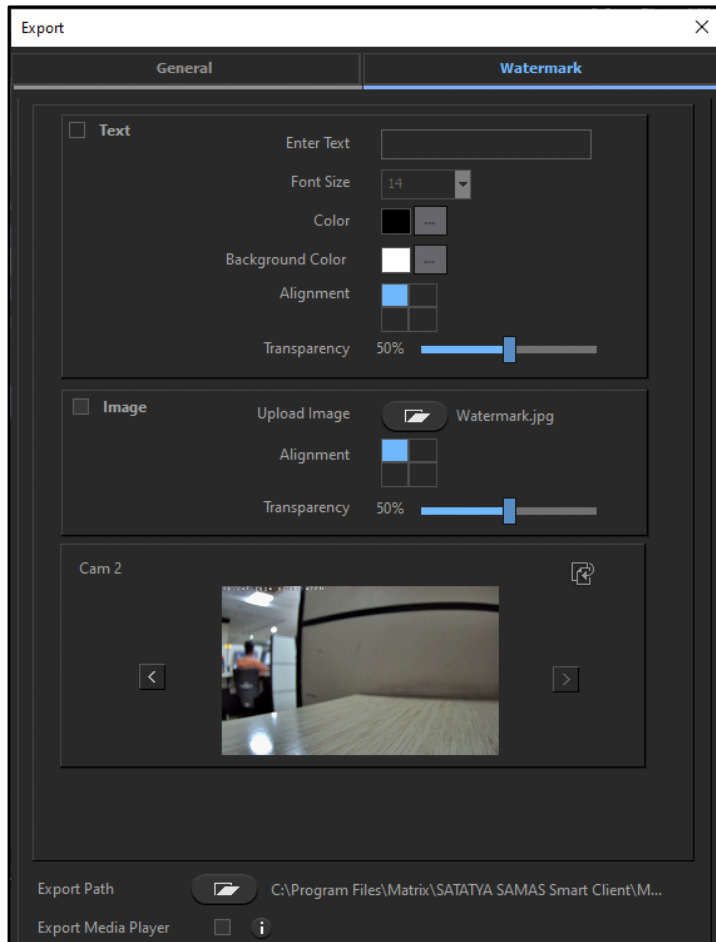 Export
General Watermark
Text
Enter Text
Font Size 14
Color ...
Background Color ...
Alignment
Transparency 50%
Image
Upload Image Watermark.jpg
Alignment
Transparency 50%
Cam 2
Export Path C:\Program Files\Matrix\SATATYA SAMAS Smart Client\M...
Export Media Player i